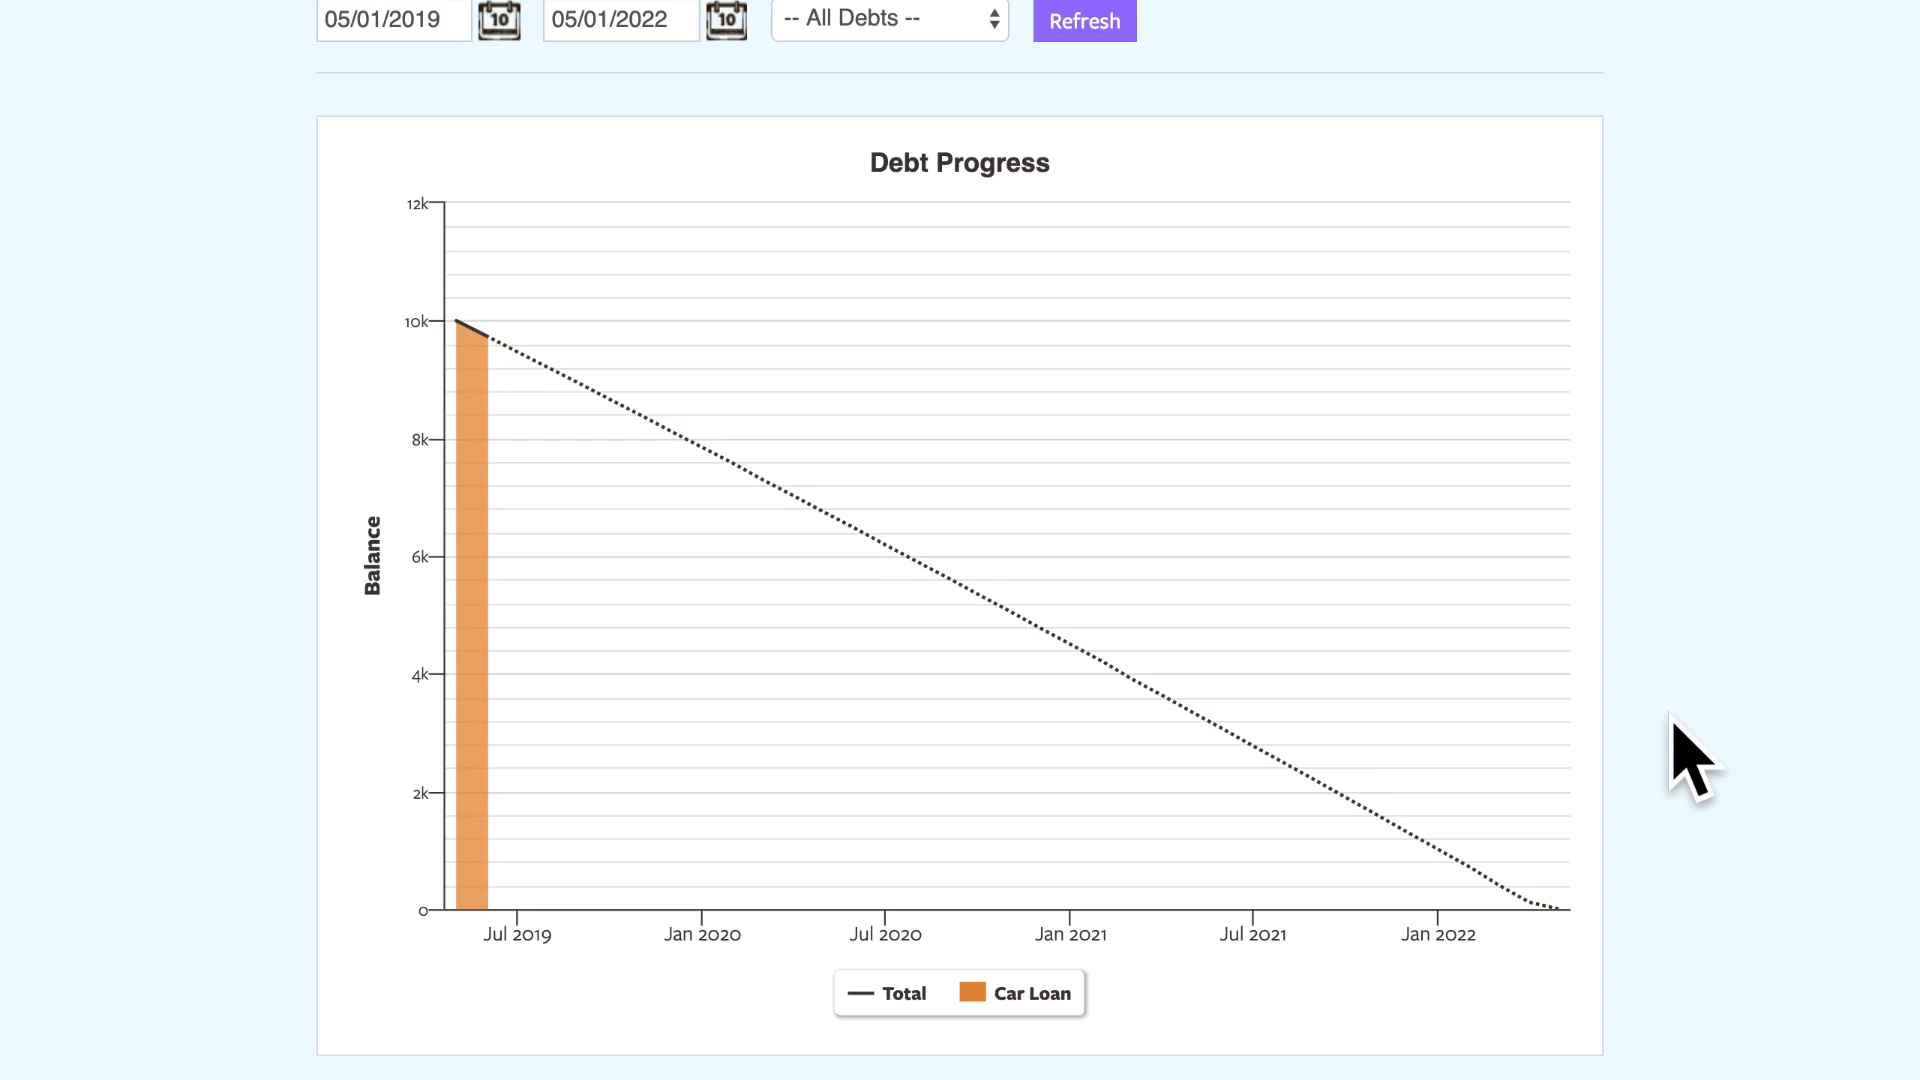 05/01/2019 10 05/01/2022 10 -- All Debts -- Refresh
Debt Progress
12k
10k
8k
6k
4k
2k
0
Balance
Jul 2019 Jan 2020 Jul 2020 Jan 2021 Jul 2021 Jan 2022
Total Car Loan